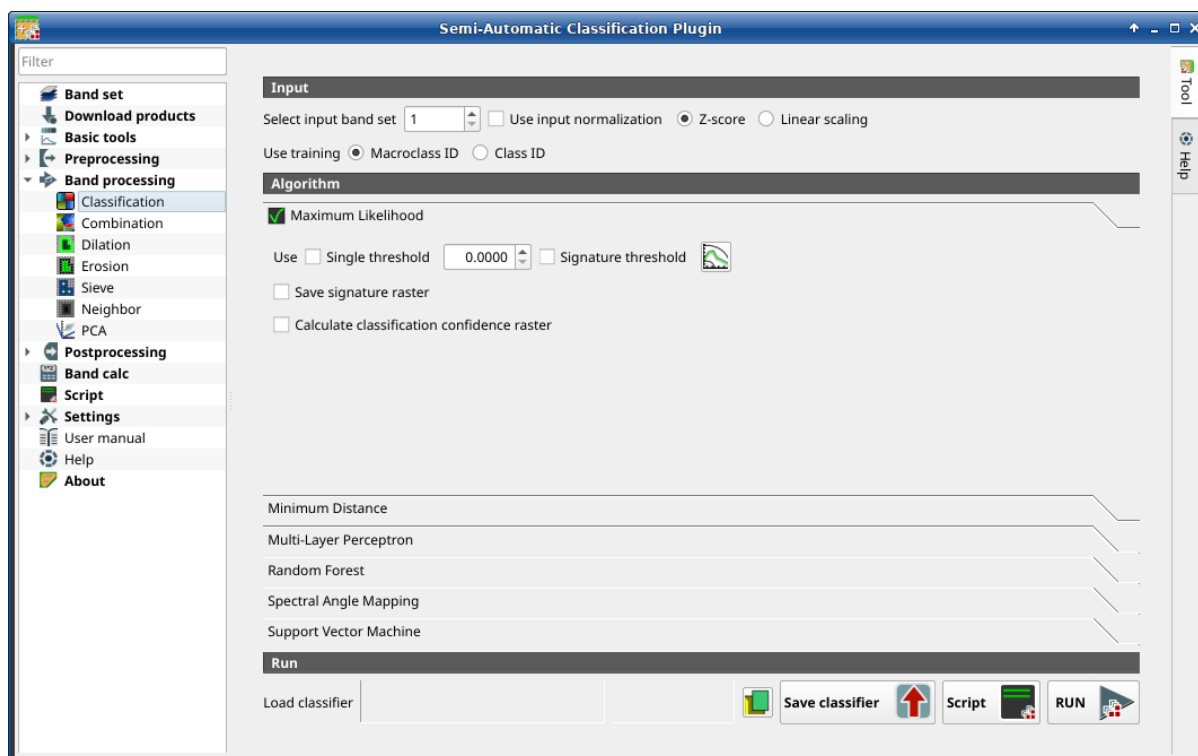 Semi-Automatic Classification Plugin
Filter
Band set
Download products
Basic tools
Preprocessing
Band processing
Classification
Combination
Dilation
Erosion
Sieve
Neighbor
PCA
Postprocessing
Band calc
Script
Settings
User manual
Help
About
Input
Select input band set 1 Use input normalization Z-score Linear scaling
Use training Macroclass ID Class ID
Algorithm
Maximum Likelihood
Use Single threshold 0.0000 Signature threshold
Save signature raster
Calculate classification confidence raster
Minimum Distance
Multi-Layer Perceptron
Random Forest
Spectral Angle Mapping
Support Vector Machine
Run
Load classifier Save classifier Script RUN
Tool
Help